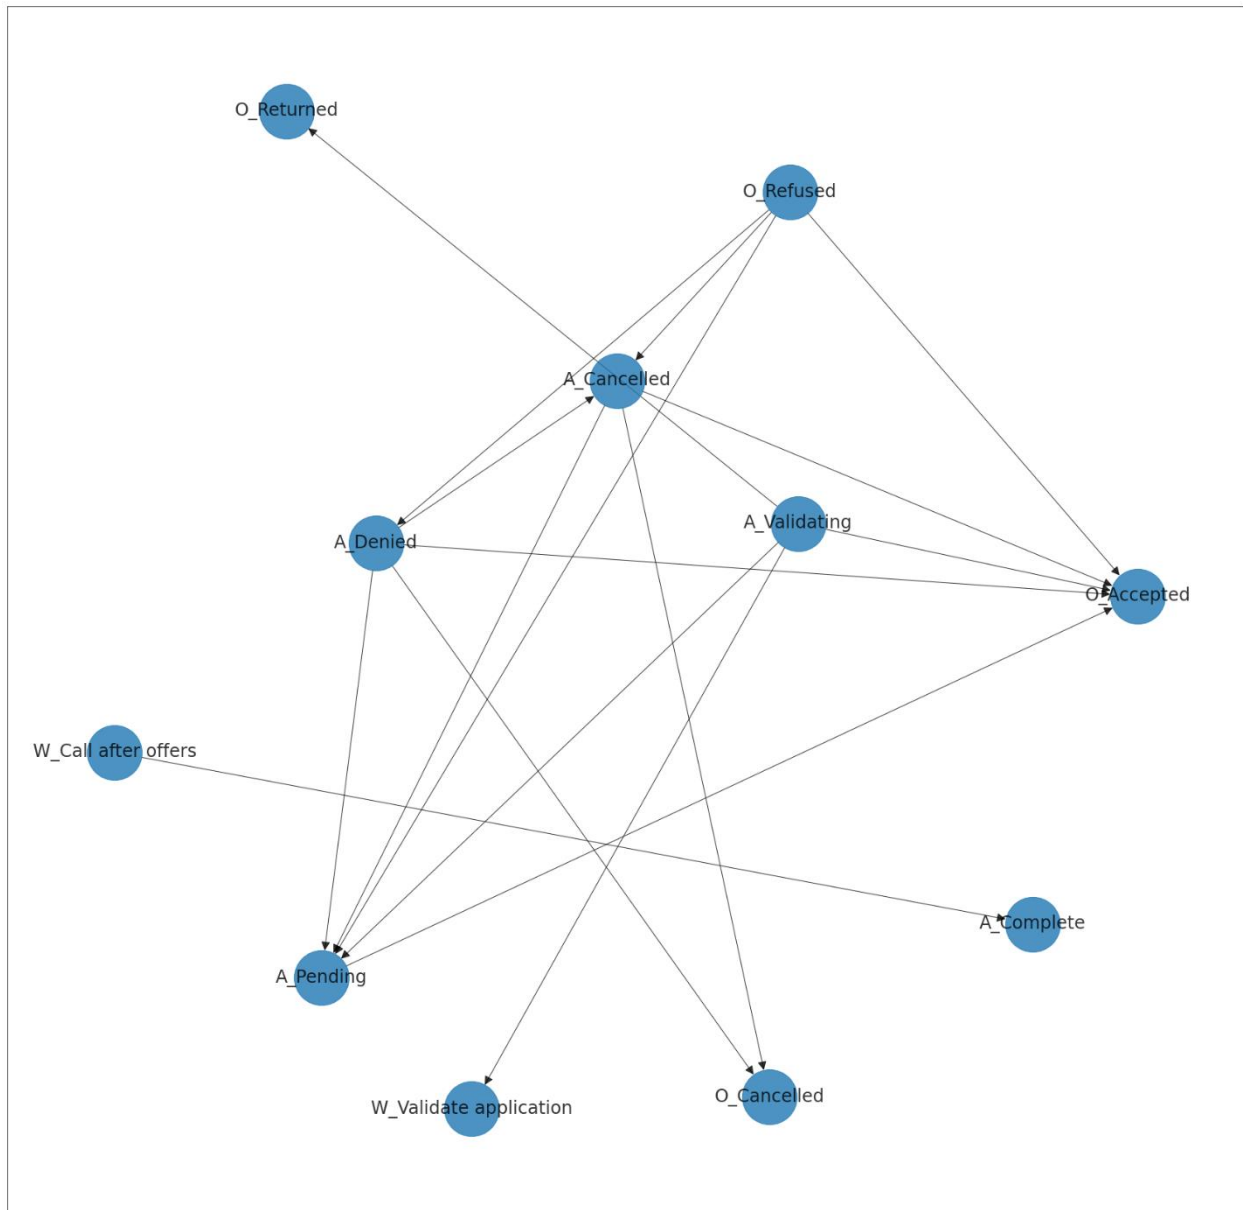 O_Returned
O_Refused
A_Cancelled
A_Validating
A_Denied
O_Accepted
W_Call after offers
A_Complete
A_Pending
O_Cancelled
W_Validate application